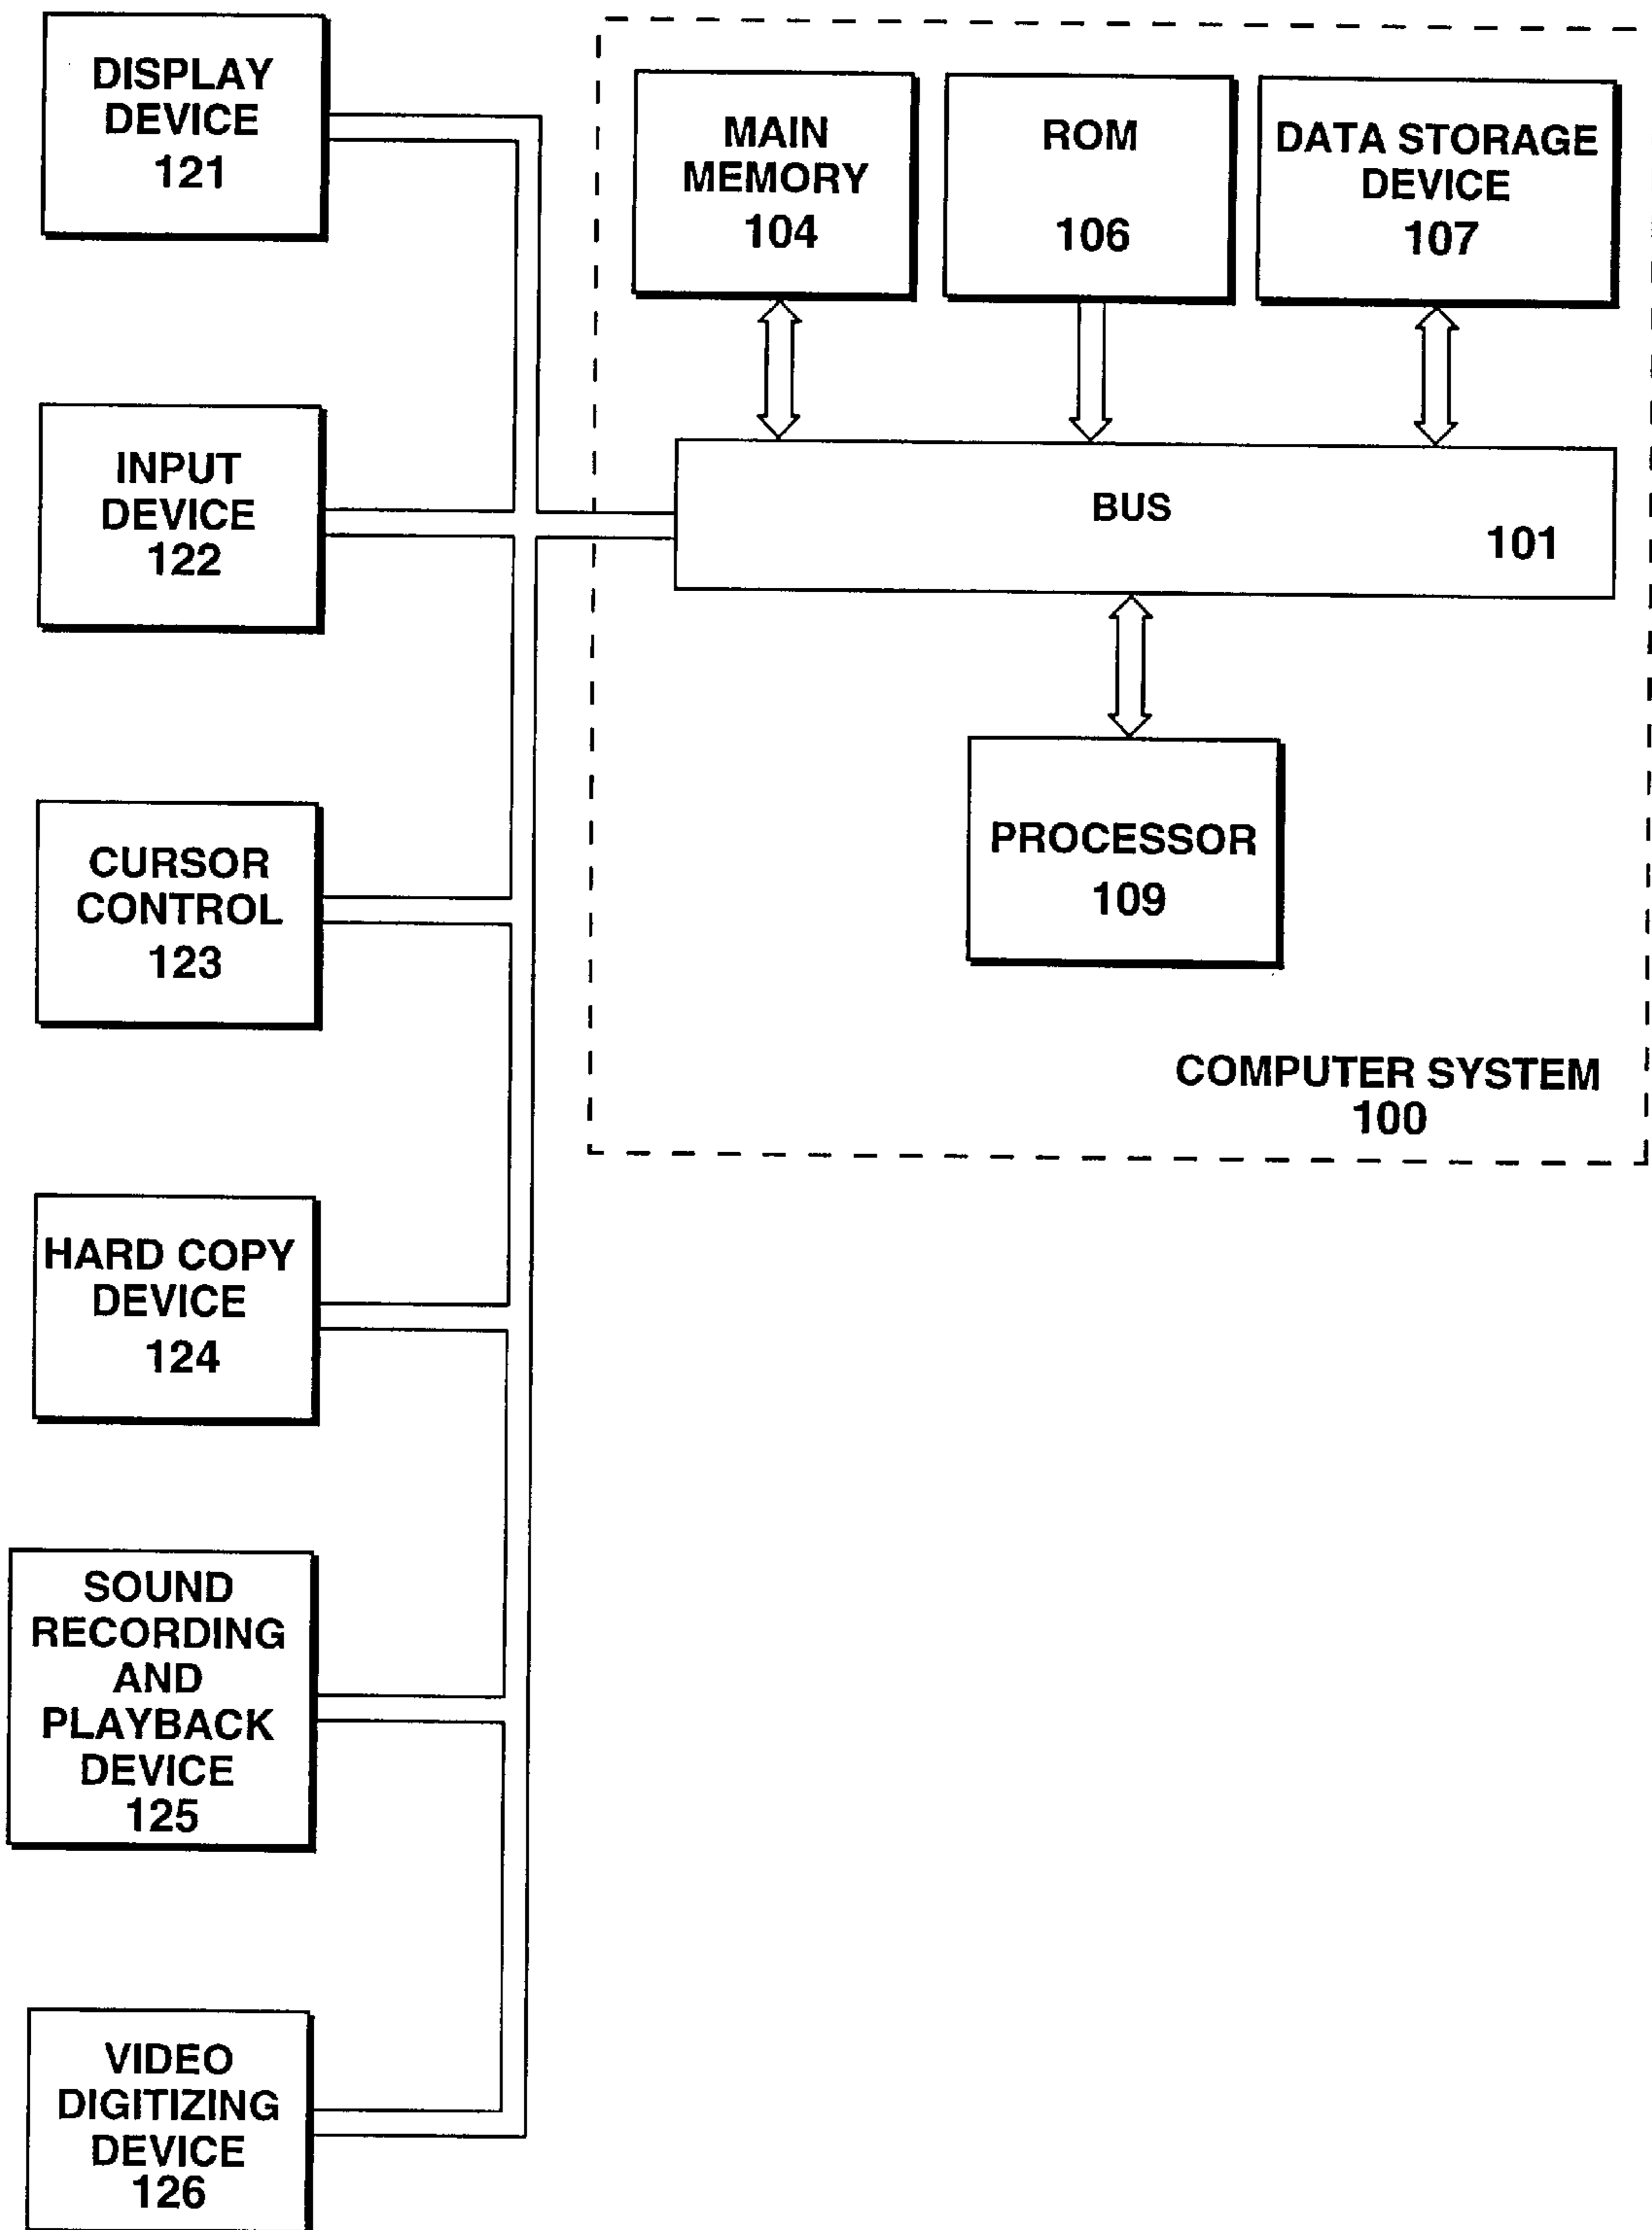 DISPLAY
DEVICE
121
MAIN
MEMORY
104
ROM
106
DATA STORAGE
DEVICE
107
INPUT
DEVICE
122
BUS
101
CURSOR
CONTROL
123
PROCESSOR
109
COMPUTER SYSTEM
100
HARD COPY
DEVICE
124
SOUND
RECORDING
AND
PLAYBACK
DEVICE
125
VIDEO
DIGITIZING
DEVICE
126